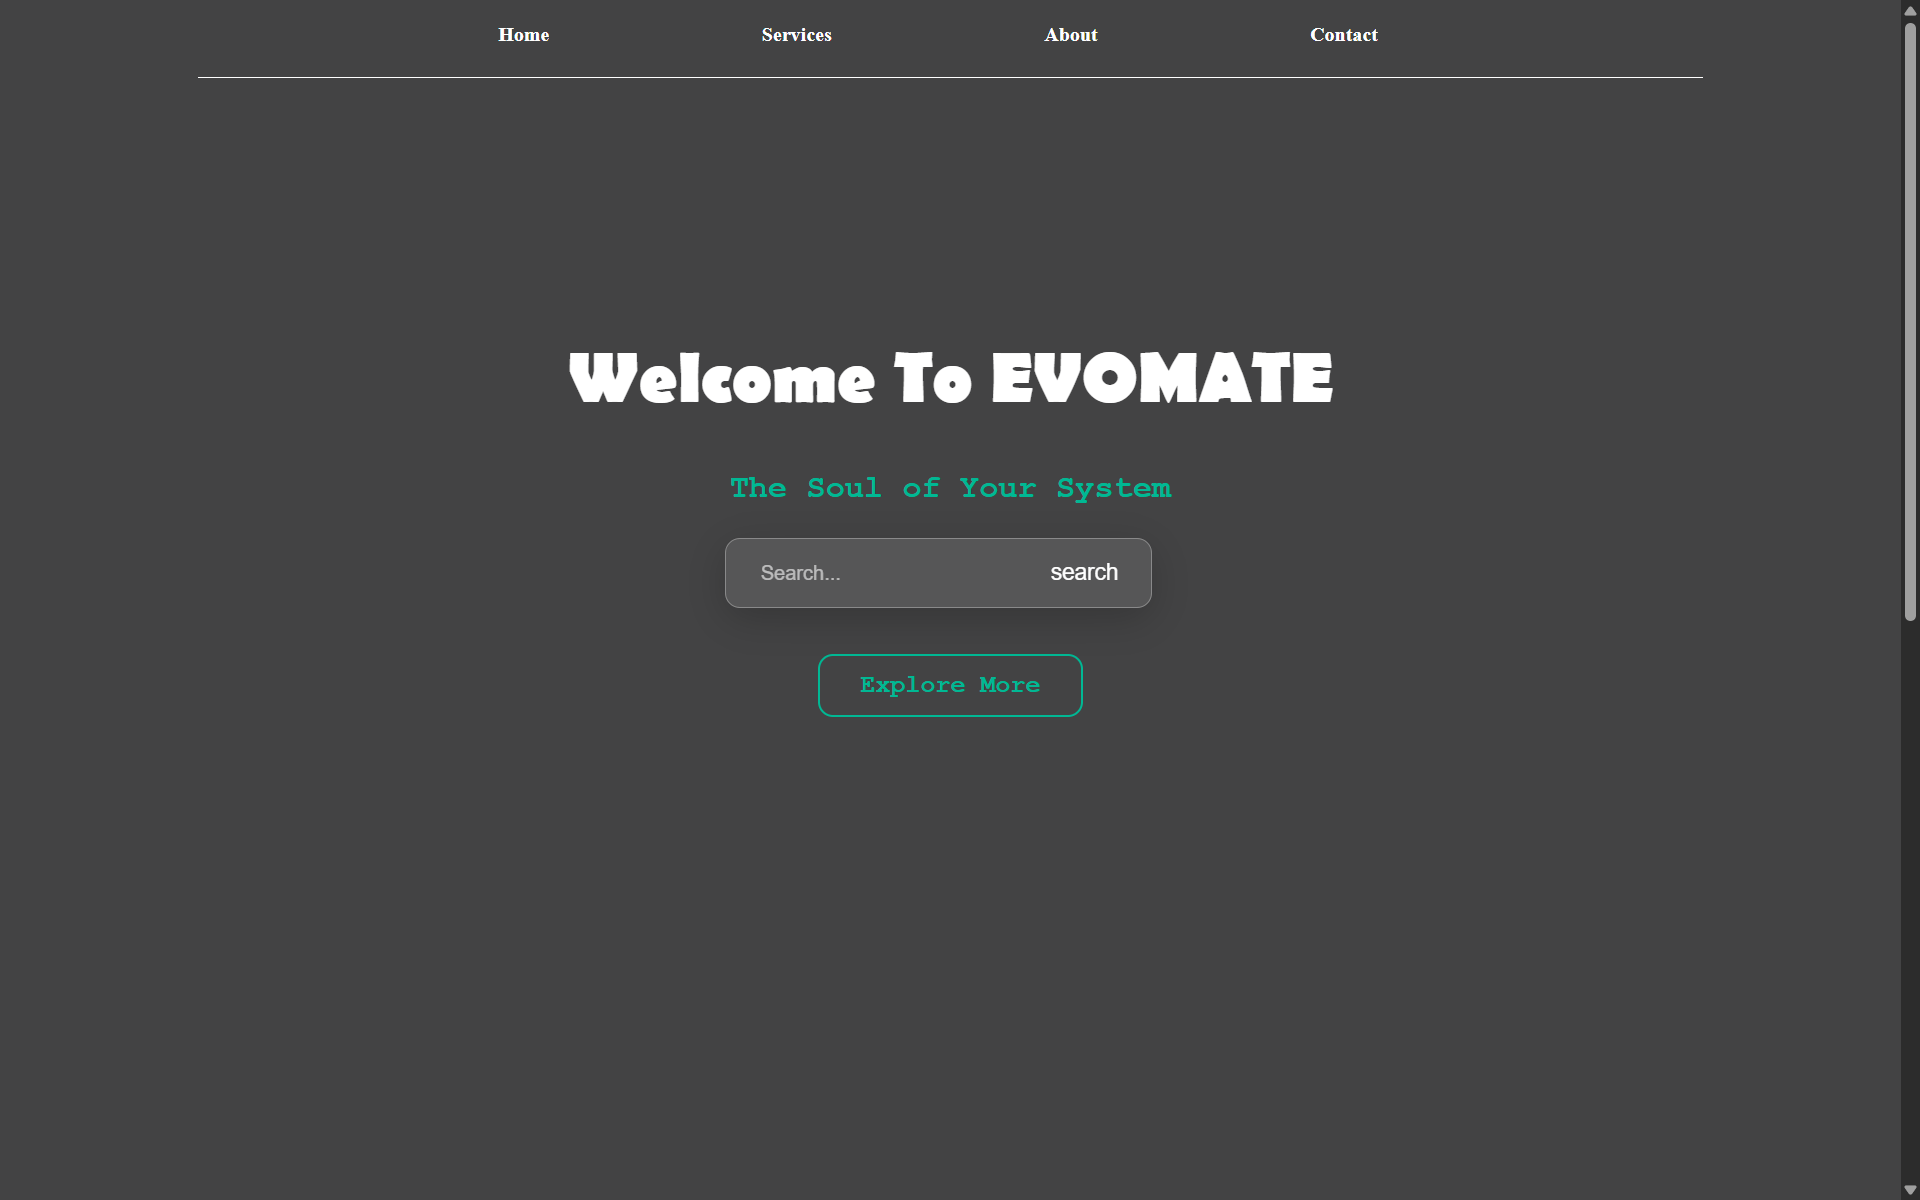 Home Services About Contact
Welcome To EVOMATE
The Soul of Your System
Search... search
Explore More